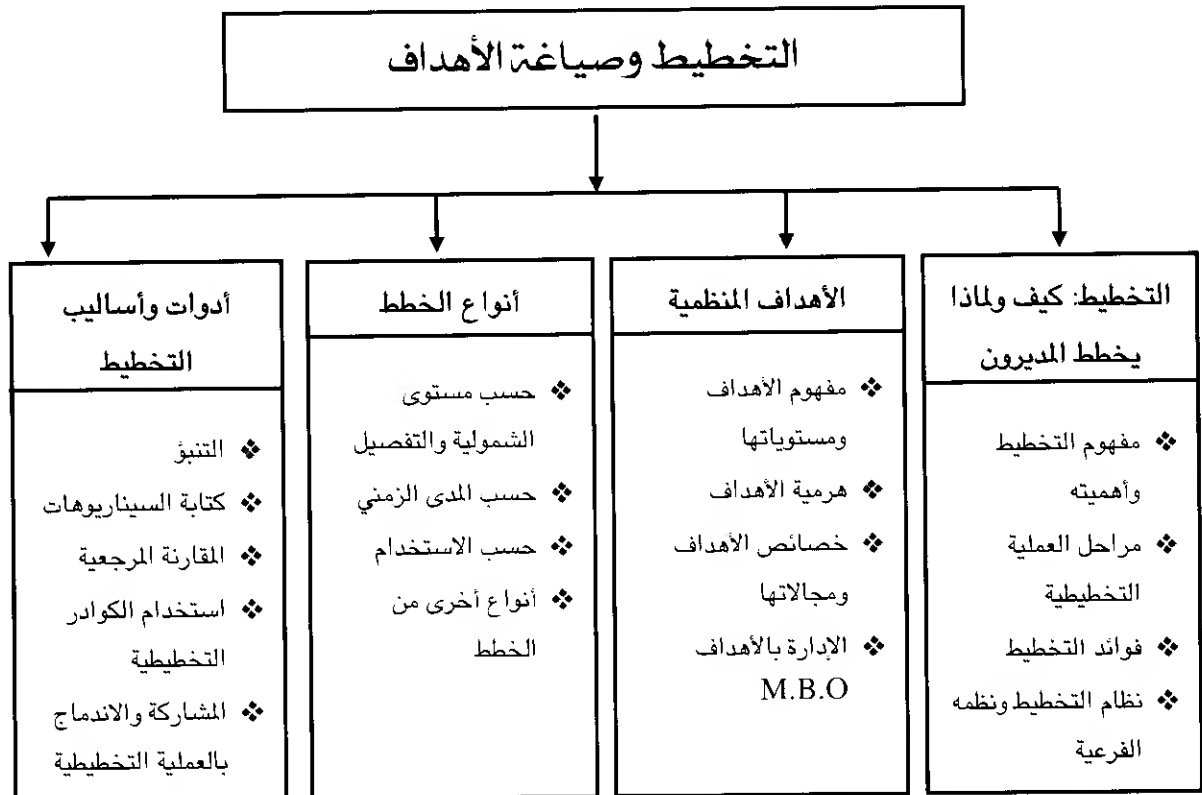 التخطيط وصياغة الأهداف
التخطيط: كيف ولماذا
يخطط المديرون
❖ مفهوم التخطيط
وأهميته
❖ مراحل العملية
التخطيطية
❖ فوائد التخطيط
❖ نظام التخطيط ونظمه
الفرعية
الأهداف المنظمية
❖ مفهوم الأهداف
ومستوياتها
❖ هرمية الأهداف
❖ خصائص الأهداف
ومجالاتها
❖ الإدارة بالأهداف
M.B.O
أنواع الخطط
❖ حسب مستوى
الشمولية والتفصيل
❖ حسب المدى الزمني
❖ حسب الاستخدام
❖ أنواع أخرى من
الخطط
أدوات وأساليب
التخطيط
❖ التنبؤ
❖ كتابة السيناريوهات
❖ المقارنة المرجعية
❖ استخدام الكوادر
التخطيطية
❖ المشاركة والاندماج
بالعملية التخطيطية